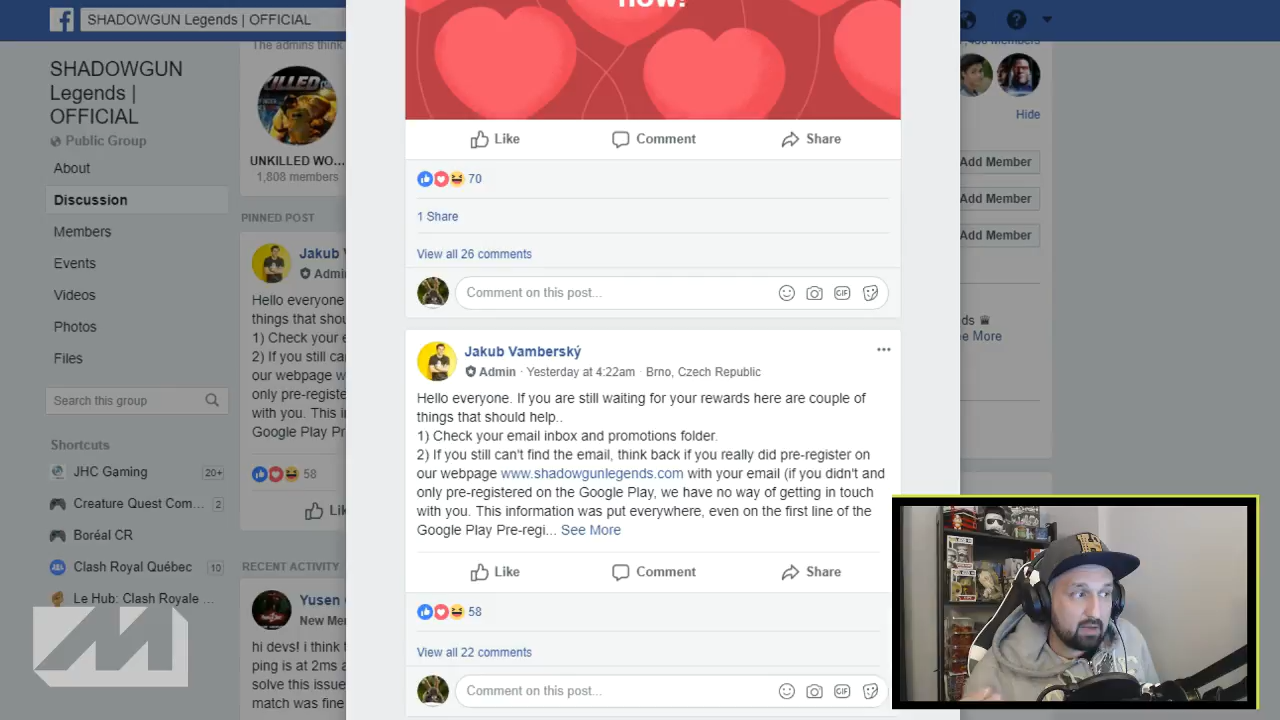 SHADOWGUN Legends | OFFICIAL
The admins think
SHADOWGUN
Legends |
OFFICIAL
Public Group
About
Discussion
Members
Events
Videos
Photos
Files
Search this group
Shortcuts
JHC Gaming 20+
Creature Quest Com... 2
Boréal CR
Clash Royal Québec 10
Le Hub: Clash Royale ...
KILLED
UNKILLED WO...
1,808 members
PINNED POST
Jakub V
Admin
Hello everyone
things that shou
1) Check your e
2) If you still ca
our webpage w
only pre-registe
with you. This i
Google Play Pr
58
Lik
RECENT ACTIVITY
Yusen
New Me
hi devs! i think
ping is at 2ms a
solve this issue
match was fine
now!
Like Comment Share
70
1 Share
View all 26 comments
Comment on this post...
GIF
Jakub Vamberský
Admin · Yesterday at 4:22am · Brno, Czech Republic
Hello everyone. If you are still waiting for your rewards here are couple of
things that should help..
1) Check your email inbox and promotions folder.
2) If you still can't find the email, think back if you really did pre-register on
our webpage www.shadowgunlegends.com with your email (if you didn't and
only pre-registered on the Google Play, we have no way of getting in touch
with you. This information was put everywhere, even on the first line of the
Google Play Pre-regi... See More
Like Comment Share
58
View all 22 comments
Comment on this post...
GIF
Hide
Add Member
Add Member
Add Member
ds
e More